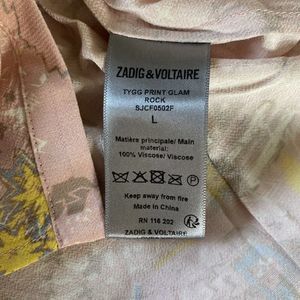 ZADIG & VOLTAIRE
TYGG PRINT GLAM
ROCK
SJCF0502F
L
Matière principale/ Main
material:
100% Viscose/ Viscose
Keep away from fire
Made in China
RN 116 202
ZADIG & VOLTAIRE